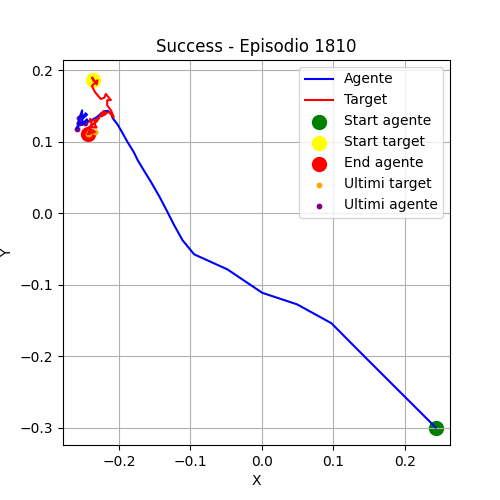 Success - Episodio 1810
Agente
Target
Start agente
Start target
End agente
Ultimi target
Ultimi agente
0.2
0.1
0.0
−0.1
−0.2
−0.3
Y
−0.2
−0.1
0.0
0.1
0.2
X